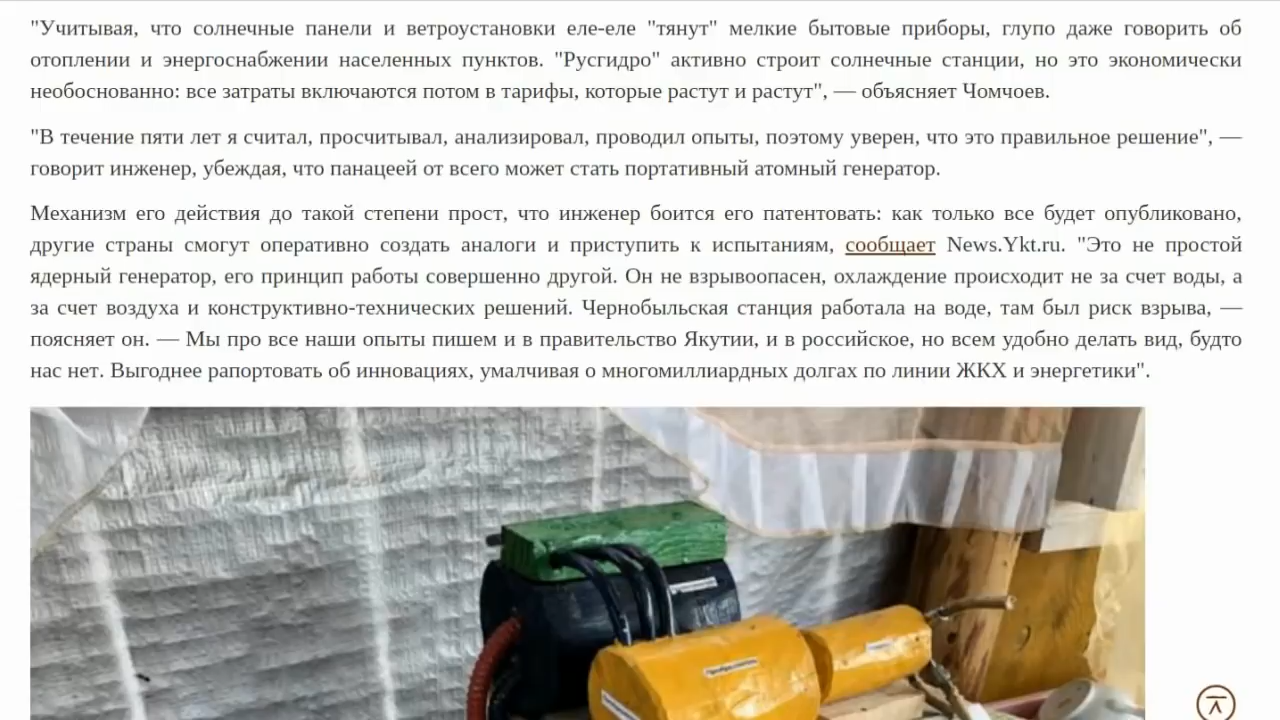 "Учитывая, что солнечные панели и ветроустановки еле-еле "тянут" мелкие бытовые приборы, глупо даже говорить об
отоплении и энергоснабжении населенных пунктов. "Русгидро" активно строит солнечные станции, но это экономически
необоснованно: все затраты включаются потом в тарифы, которые растут и растут", — объясняет Чомчоев.
"В течение пяти лет я считал, просчитывал, анализировал, проводил опыты, поэтому уверен, что это правильное решение", —
говорит инженер, убеждая, что панацеей от всего может стать портативный атомный генератор.
Механизм его действия до такой степени прост, что инженер боится его патентовать: как только все будет опубликовано,
другие страны смогут оперативно создать аналоги и приступить к испытаниям, сообщает News.Ykt.ru. "Это не простой
ядерный генератор, его принцип работы совершенно другой. Он не взрывоопасен, охлаждение происходит не за счет воды, а
за счет воздуха и конструктивно-технических решений. Чернобыльская станция работала на воде, там был риск взрыва, —
поясняет он. — Мы про все наши опыты пишем и в правительство Якутии, и в российское, но всем удобно делать вид, будто
нас нет. Выгоднее рапортовать об инновациях, умалчивая о многомиллиардных долгах по линии ЖКХ и энергетики".